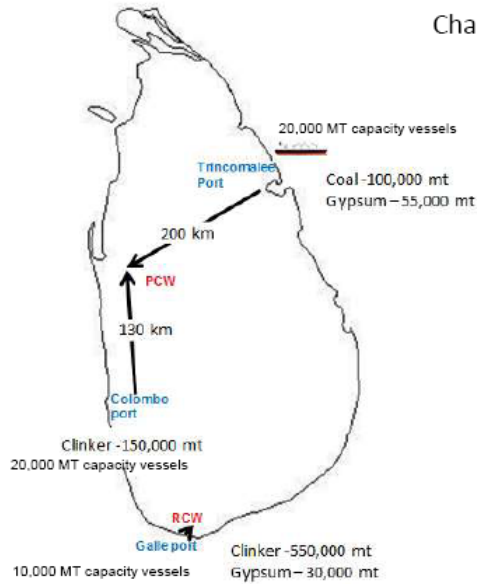 Cha
20,000 MT capacity vessels
Trincomalee
Port
Coal -100,000 mt
Gypsum – 55,000 mt
200 km
PCW
130 km
Colombo
port
Clinker -150,000 mt
20,000 MT capacity vessels
RCW
Galle port
Clinker -550,000 mt
10,000 MT capacity vessels
Gypsum – 30,000 mt